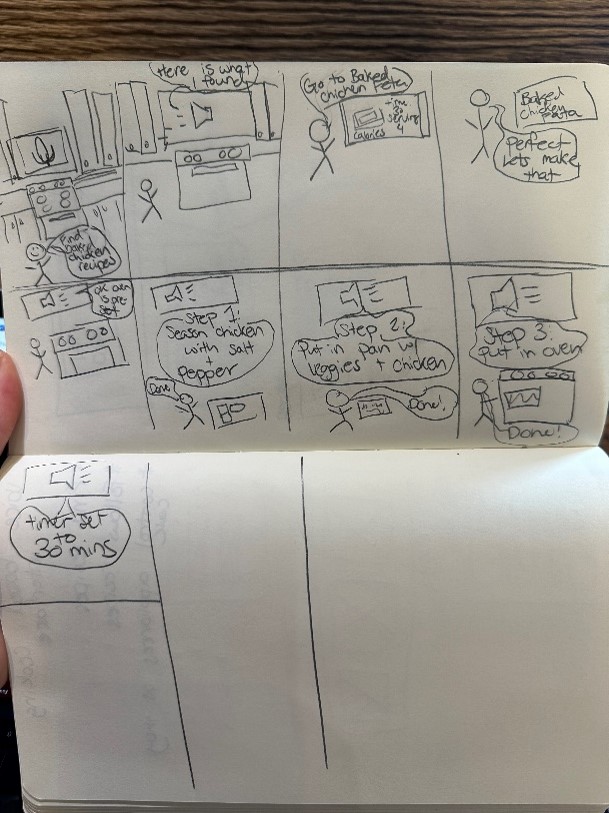 Find
baked
chicken
recipes
Here is what
I found
Go to Baked
Chicken Feta
time
30
serving
4
calories
Baked
Chicken Pasta
Perfect
Lets make
that
ok oven
is pre-
set
Step 1:
Season chicken
with salt
+
pepper
Done
Step 2:
Put in pan w/
veggies + chicken
Done!
Step 3:
Put in oven
Done!
timer set
to
30 mins